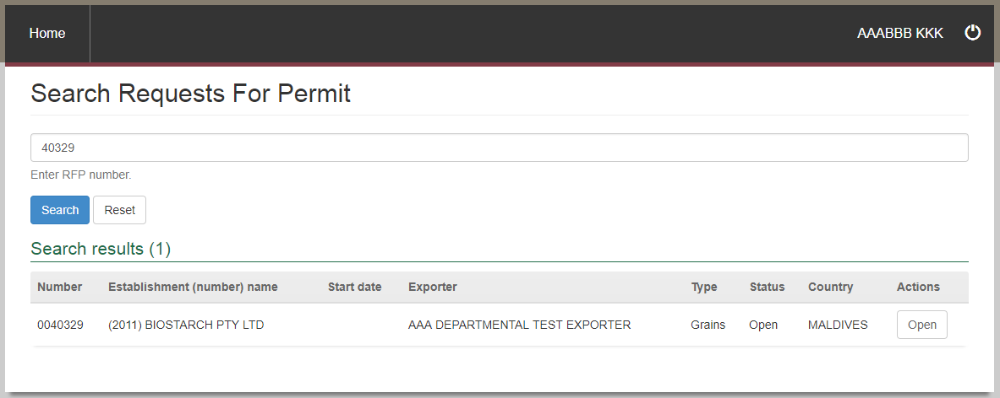 Home AAABBB KKK
Search Requests For Permit
40329
Enter RFP number.
Search Reset
Search results (1)
Number Establishment (number) name Start date Exporter Type Status Country Actions
0040329 (2011) BIOSTARCH PTY LTD AAA DEPARTMENTAL TEST EXPORTER Grains Open MALDIVES Open